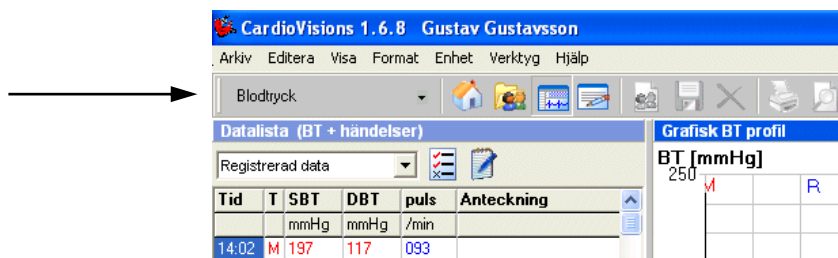 CardioVisions 1.6.8 Gustav Gustavsson
Arkiv Editera Visa Format Enhet Verktyg Hjälp
Blodtryck
Datalista (BT + händelser)
Registrerad data
Tid T SBT DBT puls Anteckning
mmHg mmHg /min
14:02 M 197 117 093
Grafisk BT profil
BT [mmHg]
250
M R